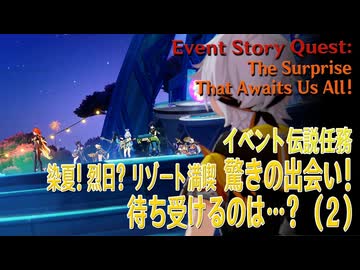 Event Story Quest:
The Surprise
That Awaits Us All!
イベント伝説任務
染夏！烈日？リゾート満喫 驚きの出会い！
待ち受けるのは…？（2）